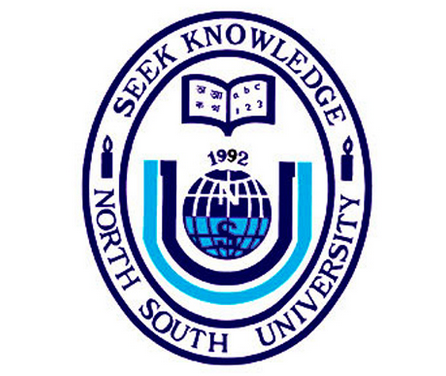 SEEK KNOWLEDGE
অ আ
ক খ
a b c
1 2 3
1992
N
S
NORTH SOUTH UNIVERSITY